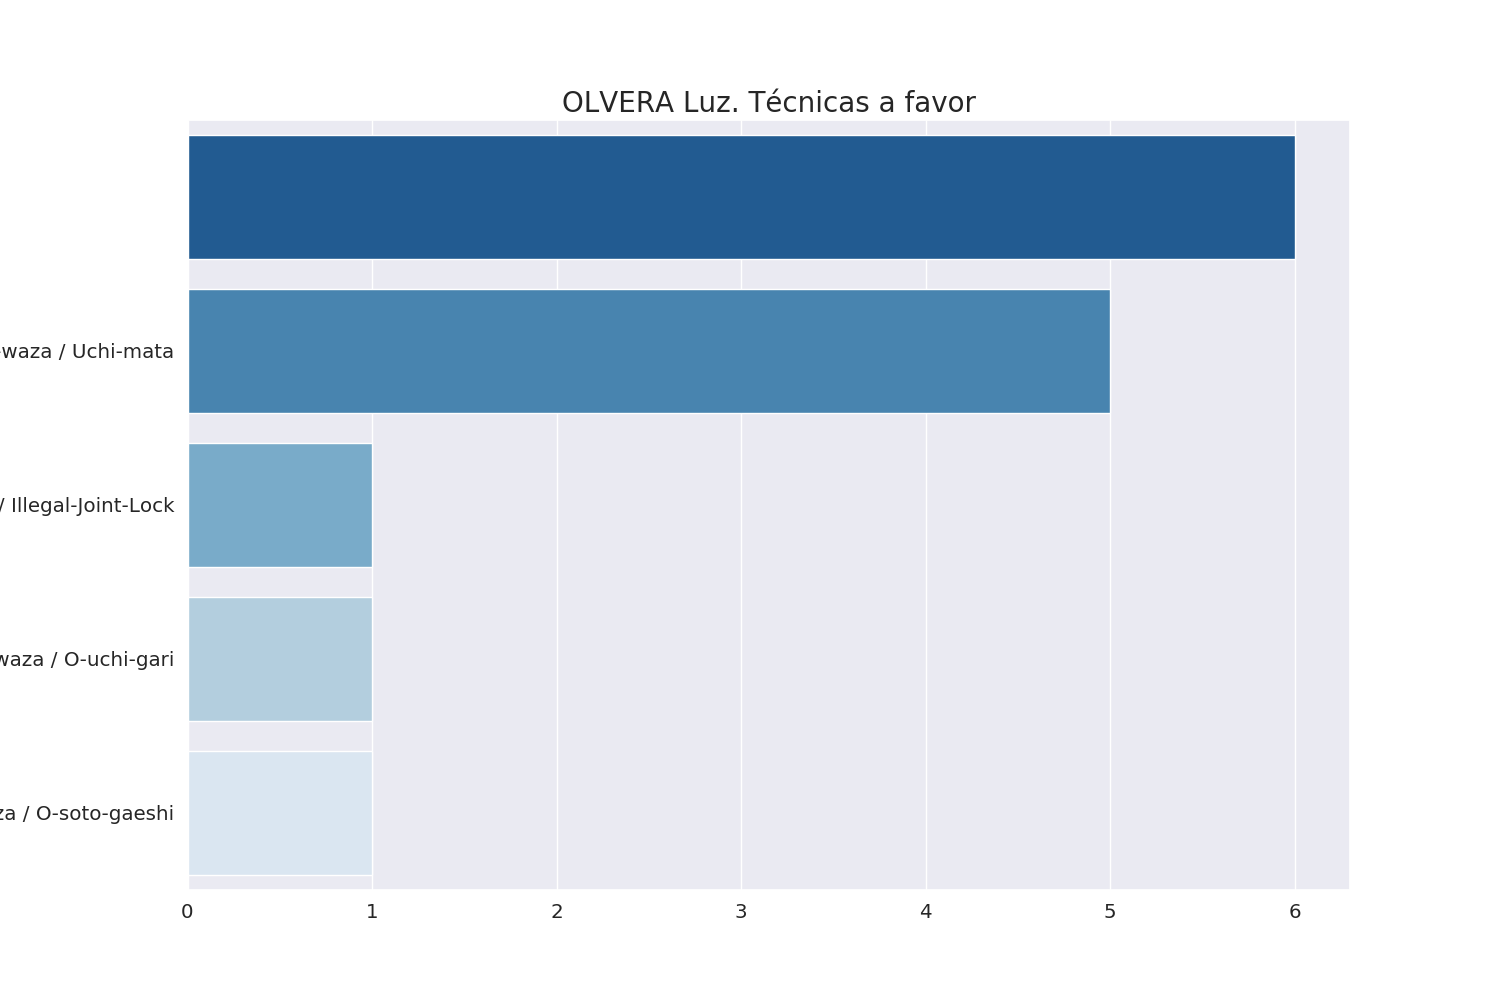 OLVERA Luz. Técnicas a favor
-waza / Uchi-mata
/ Illegal-Joint-Lock
waza / O-uchi-gari
za / O-soto-gaeshi
0 1 2 3 4 5 6